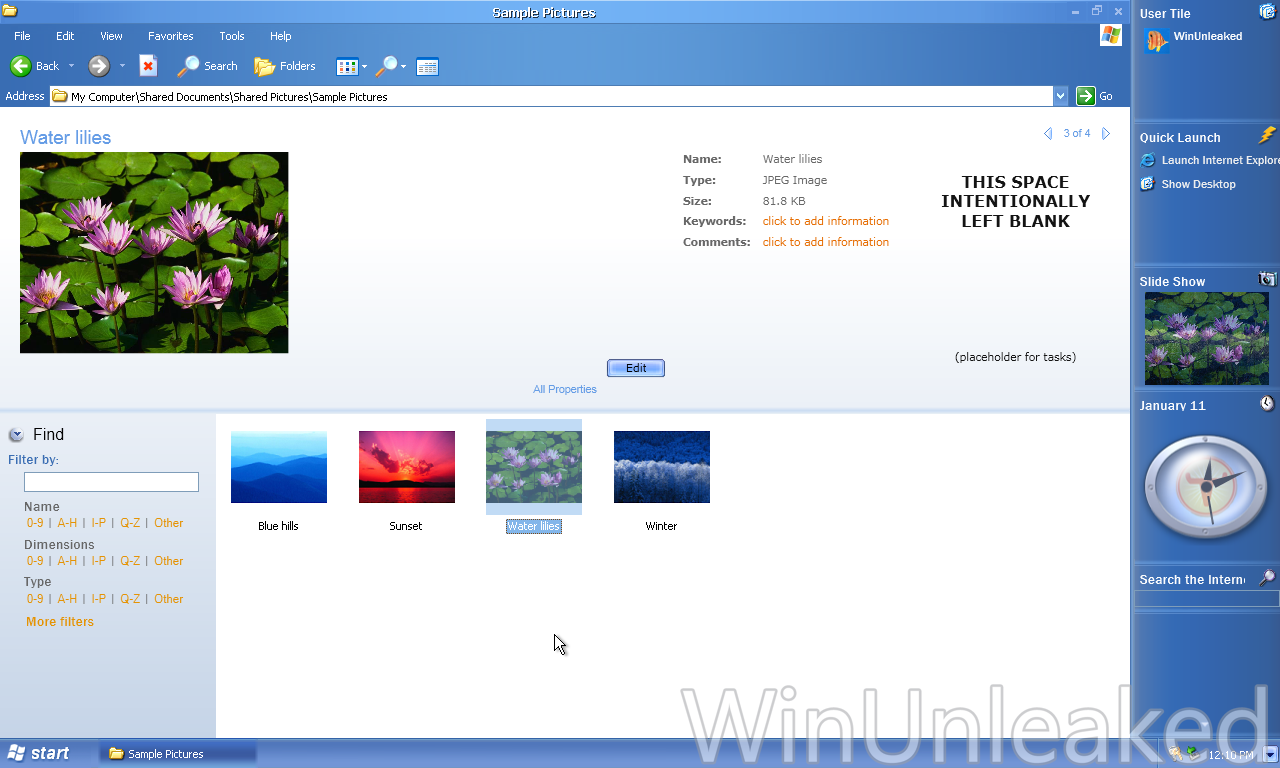 Sample Pictures
File Edit View Favorites Tools Help
Back Search Folders
Address My Computer\Shared Documents\Shared Pictures\Sample Pictures Go
Water lilies
3 of 4
Name: Water lilies
Type: JPEG Image
Size: 81.8 KB
Keywords: click to add information
Comments: click to add information
THIS SPACE
INTENTIONALLY
LEFT BLANK
(placeholder for tasks)
Edit
All Properties
Find
Filter by:
Name
0-9 | A-H | I-P | Q-Z | Other
Dimensions
0-9 | A-H | I-P | Q-Z | Other
Type
0-9 | A-H | I-P | Q-Z | Other
More filters
Blue hills Sunset Water lilies Winter
User Tile
WinUnleaked
Quick Launch
Launch Internet Explore
Show Desktop
Slide Show
January 11
Search the Intern
WinUnleaked
start Sample Pictures 12:10 PM